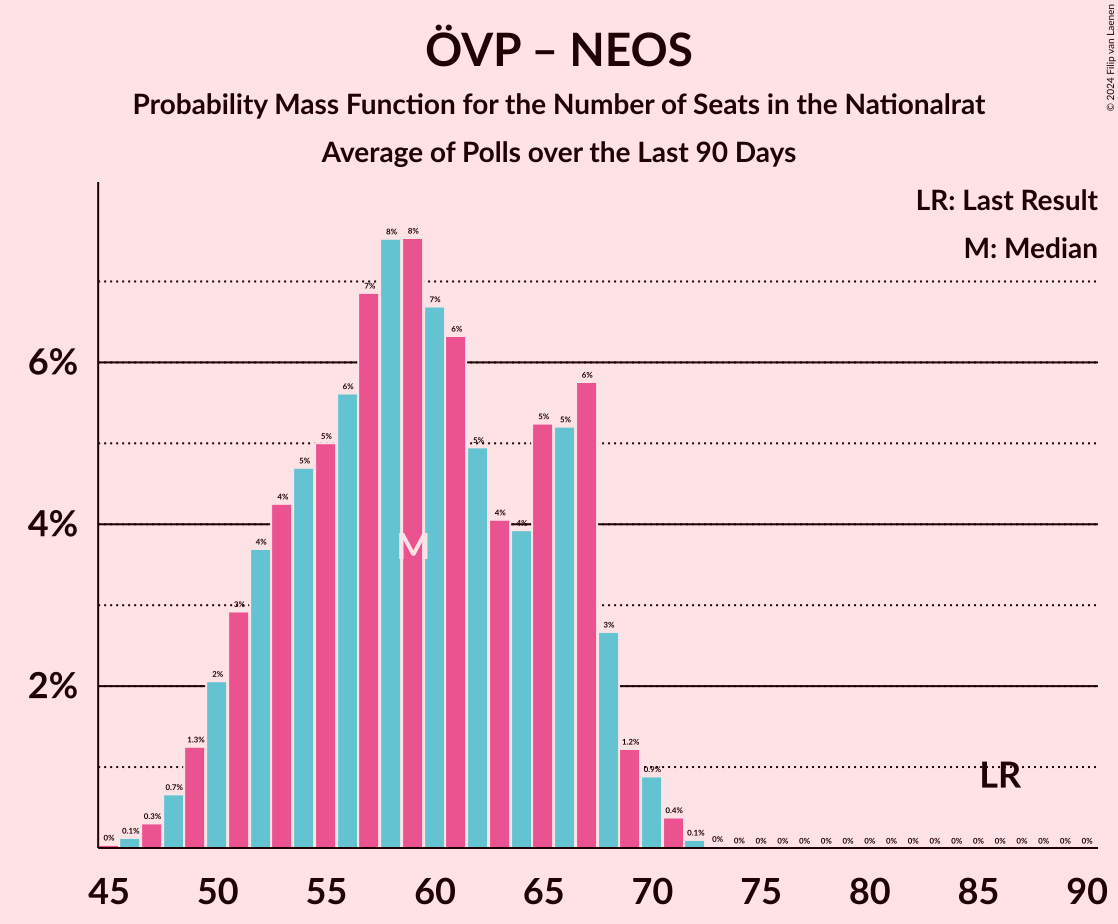 ÖVP – NEOS
Probability Mass Function for the Number of Seats in the Nationalrat
Average of Polls over the Last 90 Days
© 2024 Filip van Laenen
LR: Last Result
M: Median
6%
4%
2%
0% 0.1% 0.3% 0.7% 1.3% 2% 3% 4% 4% 5% 5% 6% 7% 8% 8% 7% 6% 5% 4% 4% 5% 5% 6% 3% 1.2% 0.9% 0.4% 0.1% 0% 0% 0% 0% 0% 0% 0% 0% 0% 0% 0% 0% 0% 0% 0% 0% 0% 0%
M
LR
45 50 55 60 65 70 75 80 85 90